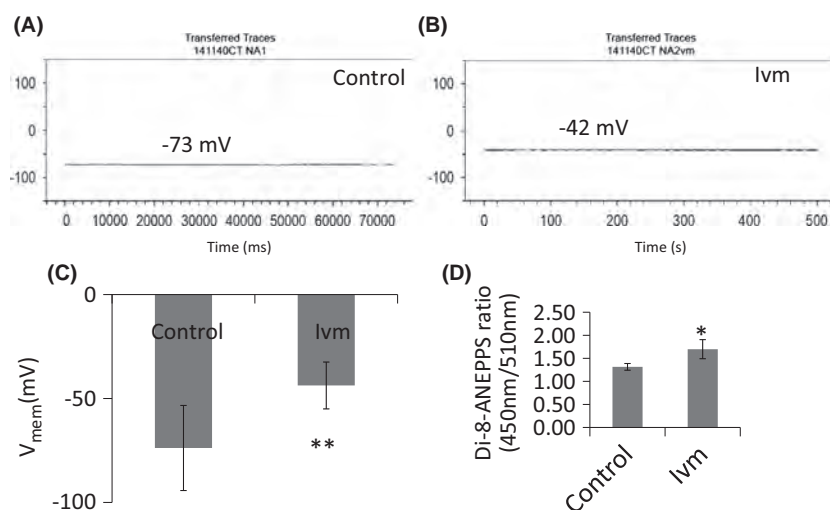 (A)
Transferred Traces
141140CT NA1
Control
100
0
-100
-73 mV
0 10000 20000 30000 40000 50000 60000 70000
Time (ms)
(B)
Transferred Traces
141140CT NA2vm
Ivm
100
0
-100
-42 mV
0 100 200 300 400 500
Time (s)
(C)
Vmem(mV)
0
-50
-100
Control
Ivm
**
(D)
Di-8-ANEPPS ratio
(450nm/510nm)
2.50
2.00
1.50
1.00
0.50
0.00
*
Control
Ivm